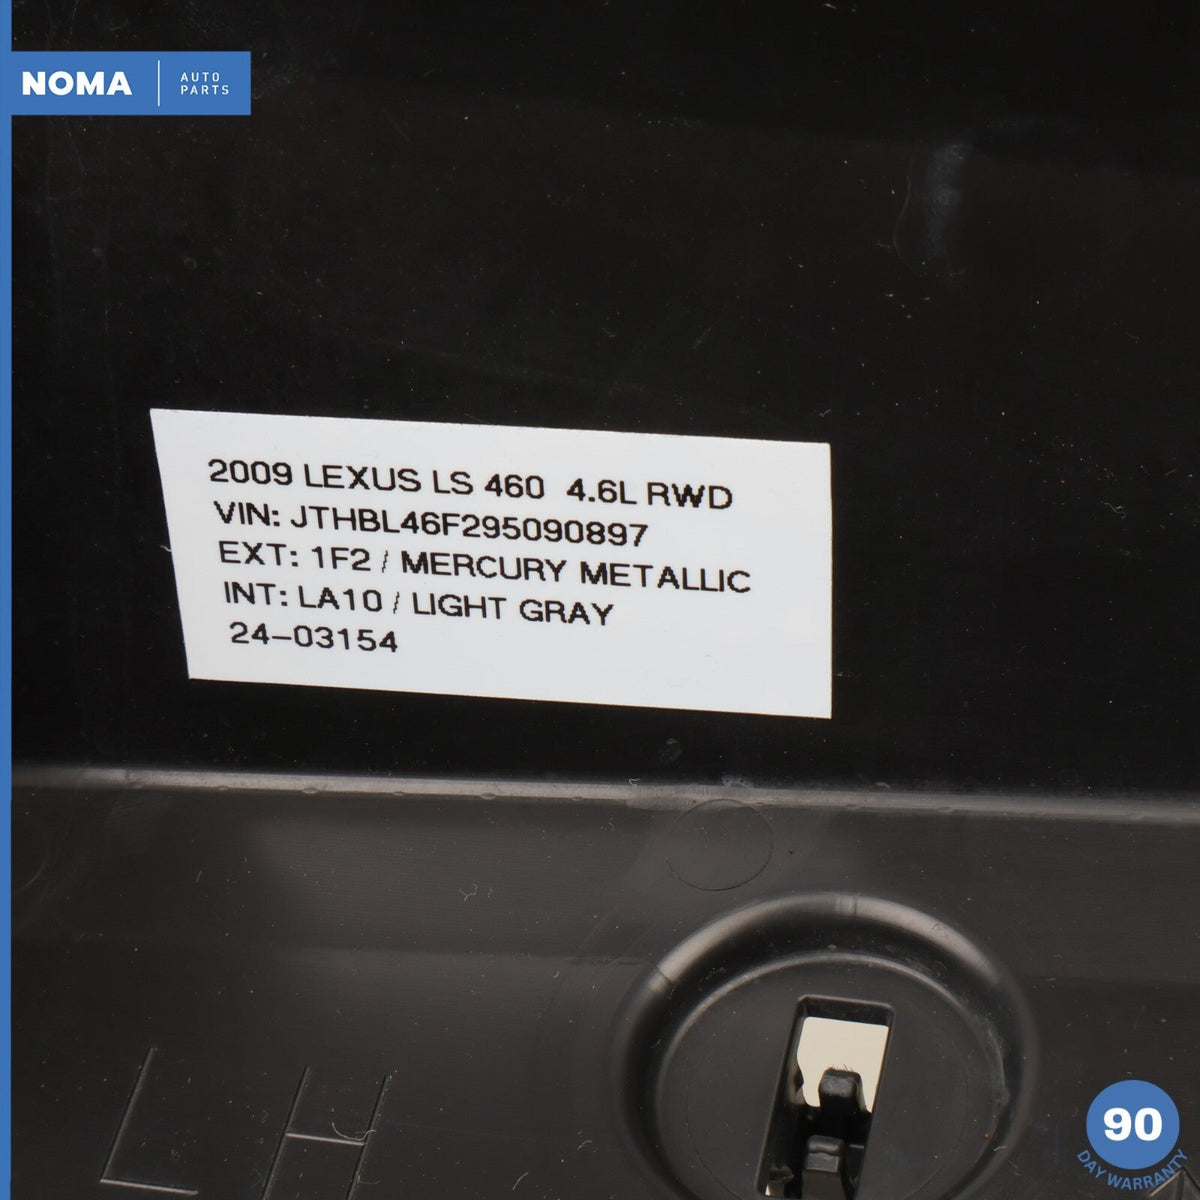 NOMA
AUTO
PARTS
2009 LEXUS LS 460 4.6L RWD
VIN: JTHBL46F295090897
EXT: 1F2 / MERCURY METALLIC
INT: LA10 / LIGHT GRAY
24-03154
LH
90
DAY WARRANTY